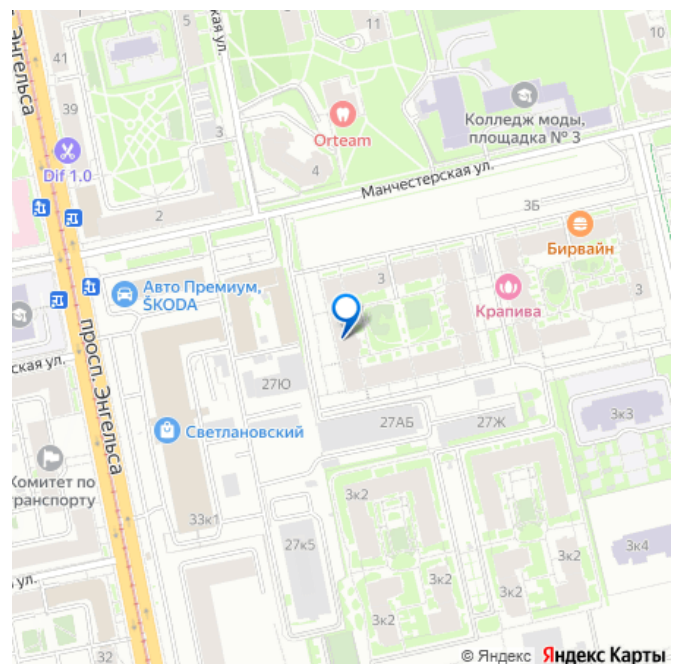 Энгельса
41
5
ская ул.
11
10
39
Dif 1.0
3
Orteam
4
Колледж моды,
площадка № 3
Манчестерская ул.
2
3Б
Бирвайн
Авто Премиум,
ŠKODA
3
Крапива
3
просп. Энгельса
ская ул.
27Ю
Светлановский
27АБ
27Ж
3к3
Комитет по
транспорту
3к2
33к1
27к5
3к2
3к2
3к4
3к2
3к2
ул.
32
© Яндекс Яндекс Карты